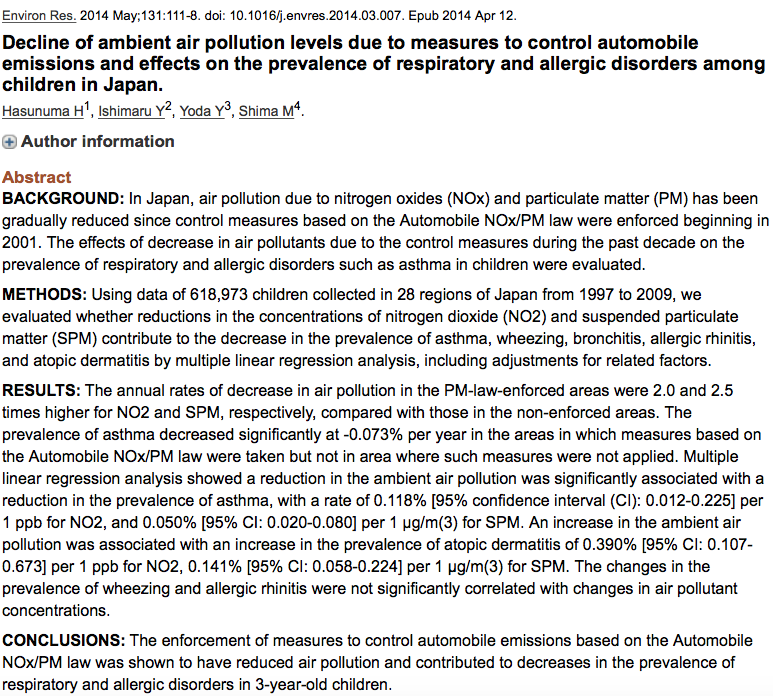 Environ Res. 2014 May;131:111-8. doi: 10.1016/j.envres.2014.03.007. Epub 2014 Apr 12.
Decline of ambient air pollution levels due to measures to control automobile
emissions and effects on the prevalence of respiratory and allergic disorders among
children in Japan.
Hasunuma H1, Ishimaru Y2, Yoda Y3, Shima M4.
Author information
Abstract
BACKGROUND: In Japan, air pollution due to nitrogen oxides (NOx) and particulate matter (PM) has been
gradually reduced since control measures based on the Automobile NOx/PM law were enforced beginning in
2001. The effects of decrease in air pollutants due to the control measures during the past decade on the
prevalence of respiratory and allergic disorders such as asthma in children were evaluated.
METHODS: Using data of 618,973 children collected in 28 regions of Japan from 1997 to 2009, we
evaluated whether reductions in the concentrations of nitrogen dioxide (NO2) and suspended particulate
matter (SPM) contribute to the decrease in the prevalence of asthma, wheezing, bronchitis, allergic rhinitis,
and atopic dermatitis by multiple linear regression analysis, including adjustments for related factors.
RESULTS: The annual rates of decrease in air pollution in the PM-law-enforced areas were 2.0 and 2.5
times higher for NO2 and SPM, respectively, compared with those in the non-enforced areas. The
prevalence of asthma decreased significantly at -0.073% per year in the areas in which measures based on
the Automobile NOx/PM law were taken but not in area where such measures were not applied. Multiple
linear regression analysis showed a reduction in the ambient air pollution was significantly associated with a
reduction in the prevalence of asthma, with a rate of 0.118% [95% confidence interval (CI): 0.012-0.225] per
1 ppb for NO2, and 0.050% [95% CI: 0.020-0.080] per 1 μg/m(3) for SPM. An increase in the ambient air
pollution was associated with an increase in the prevalence of atopic dermatitis of 0.390% [95% CI: 0.107-
0.673] per 1 ppb for NO2, 0.141% [95% CI: 0.058-0.224] per 1 μg/m(3) for SPM. The changes in the
prevalence of wheezing and allergic rhinitis were not significantly correlated with changes in air pollutant
concentrations.
CONCLUSIONS: The enforcement of measures to control automobile emissions based on the Automobile
NOx/PM law was shown to have reduced air pollution and contributed to decreases in the prevalence of
respiratory and allergic disorders in 3-year-old children.